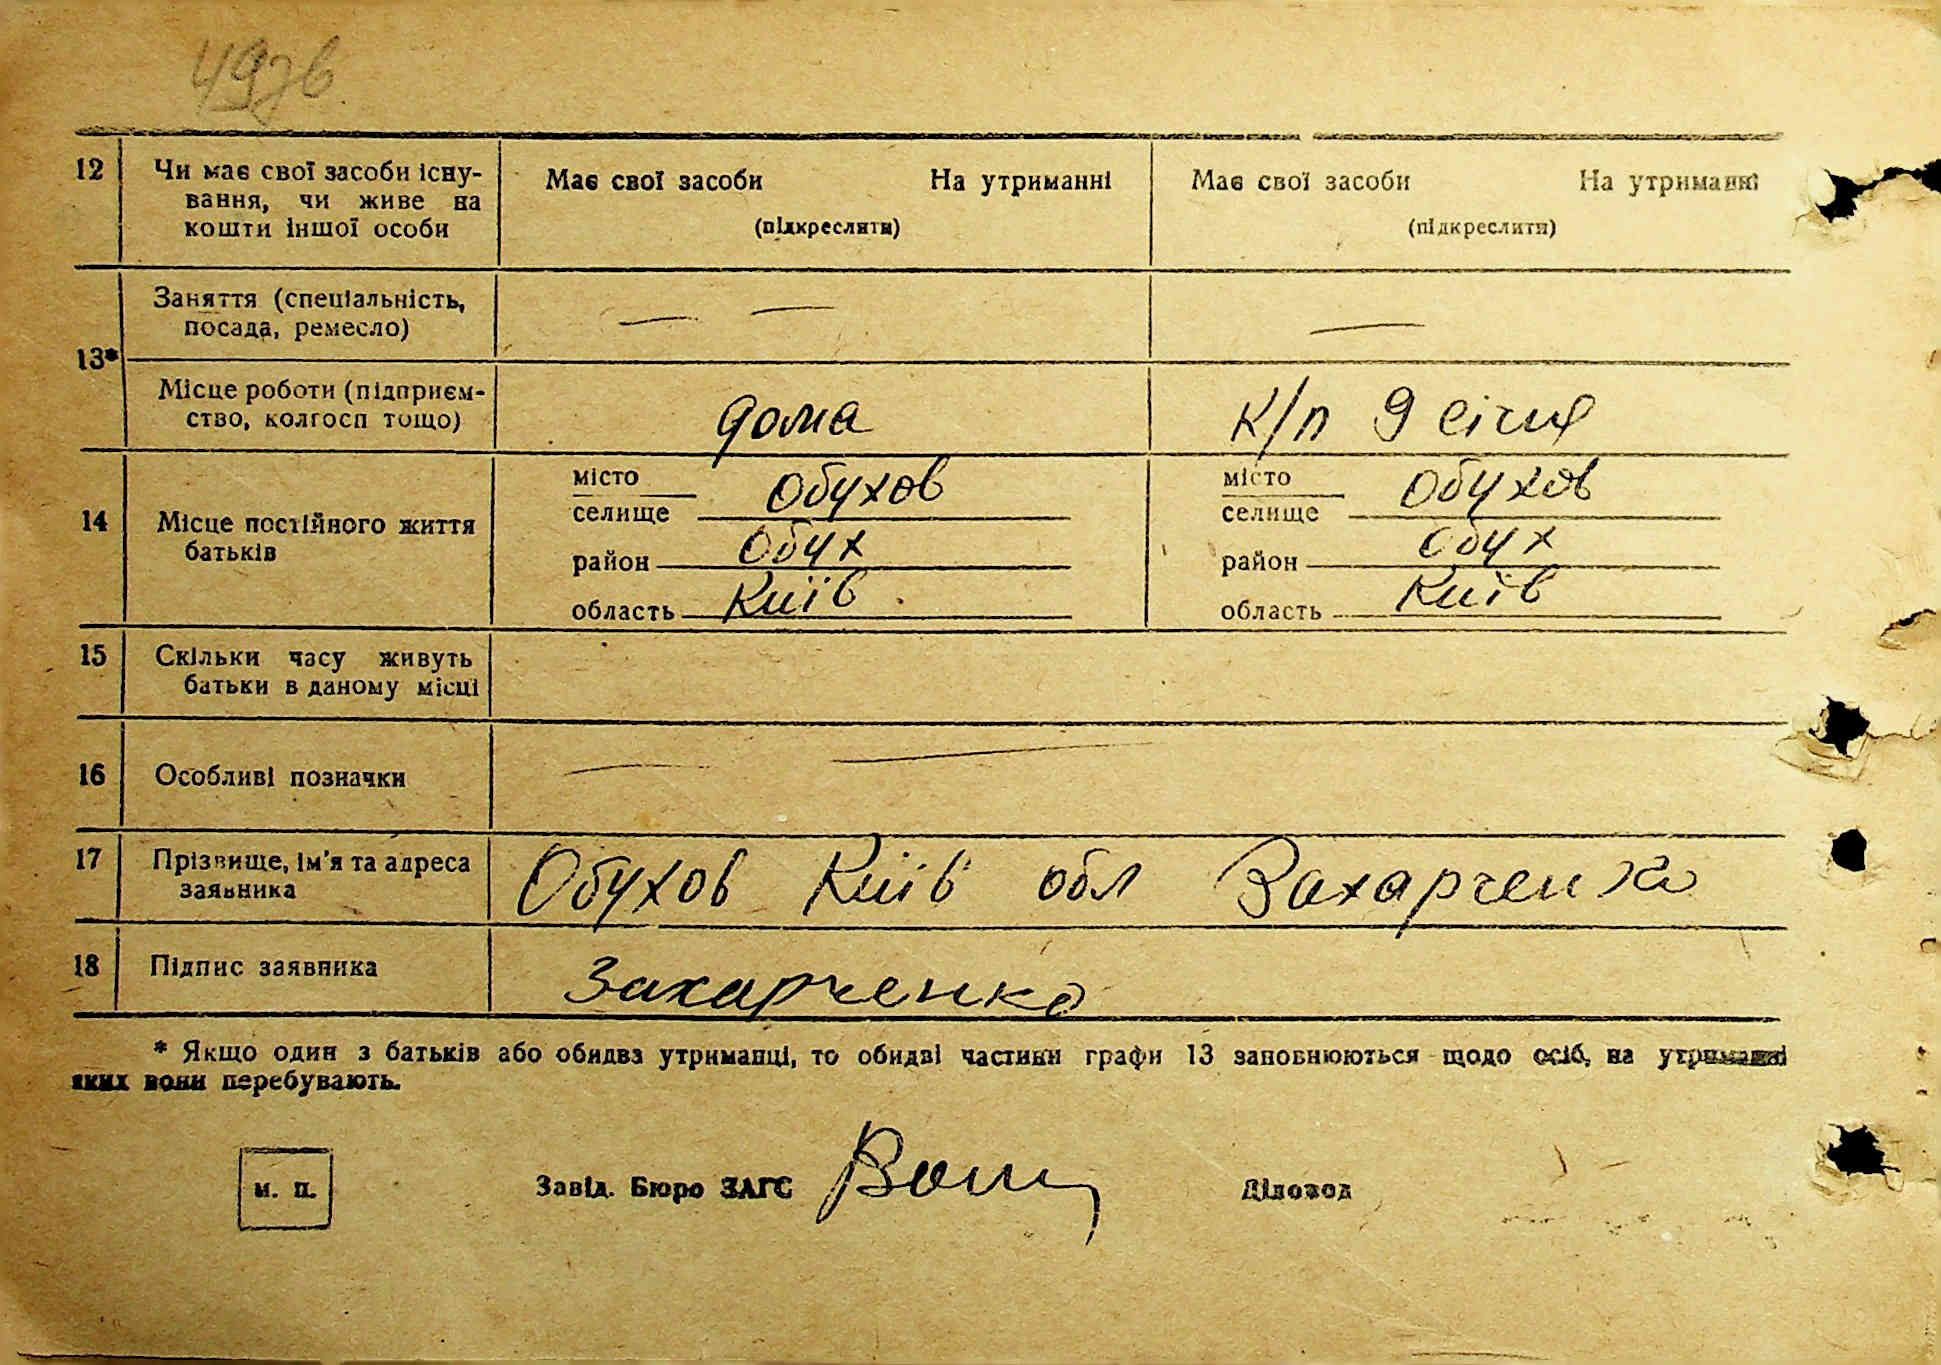 49зв
12 Чи має свої засоби існу-
вання, чи живе на
кошти іншої особи
Має свої засоби На утриманні
(підкреслити)
Має свої засоби На утриманні
(підкреслити)
13*
Заняття (спеціальність,
посада, ремесло)
— —
—
Місце роботи (підприєм-
ство, колгосп тощо)
дома
к/п 9 січня
14 Місце постійного життя
батьків
місто
селище Обухов
район Обух
область Київ
місто
селище Обухов
район Обух
область Київ
15 Скільки часу живуть
батьки в даному місці
16 Особливі позначки — —
17 Прізвище, ім'я та адреса
заявника
Обухов Київ обл Захарченко
18 Підпис заявника Захарченко
* Якщо один з батьків або обидва утриманці, то обидві частини графи 13 заповнюються щодо осіб, на утриманні
яких вони перебувають.
м. п. Завід. Бюро ЗАГС Діловод